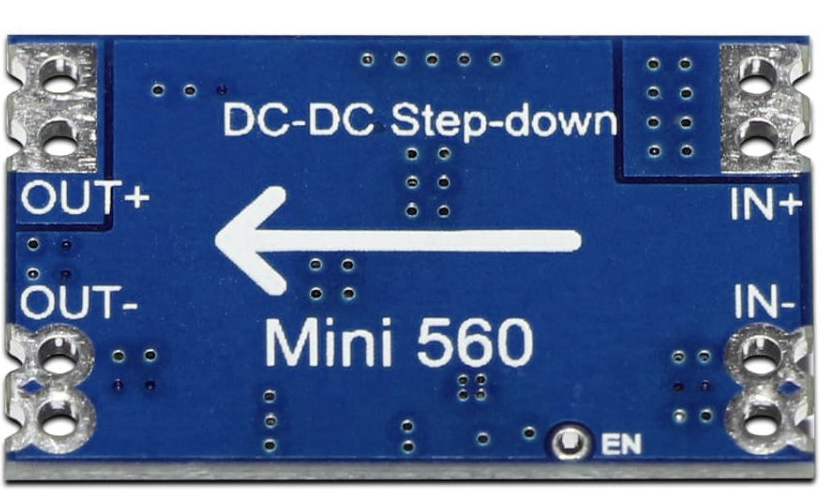 DC-DC Step-down
OUT+
IN+
OUT-
IN-
Mini 560
EN